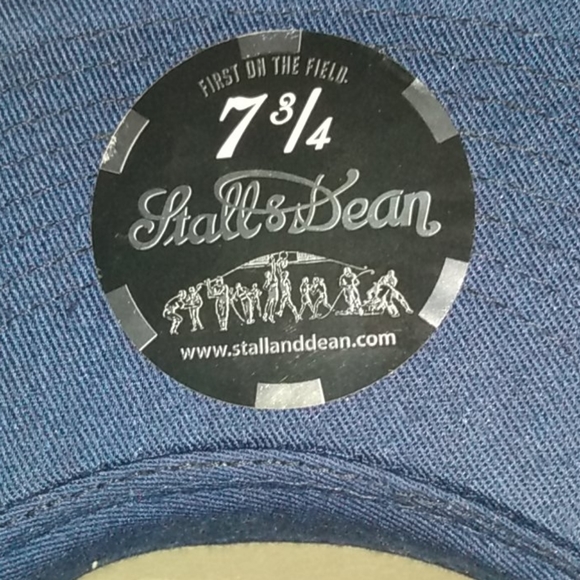 FIRST ON THE FIELD.
7 3/4
Stall & Dean
www.stallanddean.com